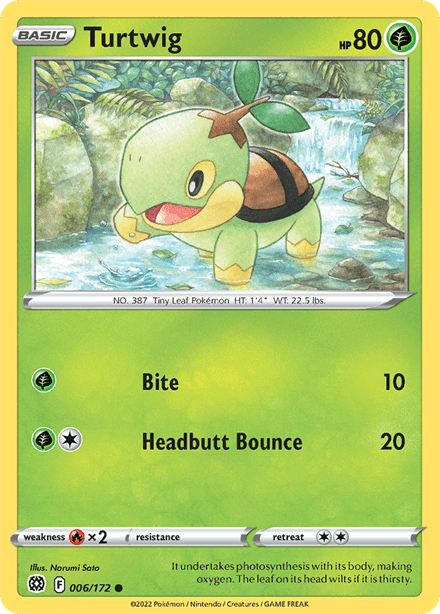 BASIC Turtwig HP 80
NO. 387 Tiny Leaf Pokémon HT: 1'4" WT: 22.5 lbs.
Bite 10
Headbutt Bounce 20
weakness ×2 resistance retreat
Illus. Narumi Sato
It undertakes photosynthesis with its body, making
oxygen. The leaf on its head wilts if it is thirsty.
F 006/172
©2022 Pokémon / Nintendo / Creatures / GAME FREAK